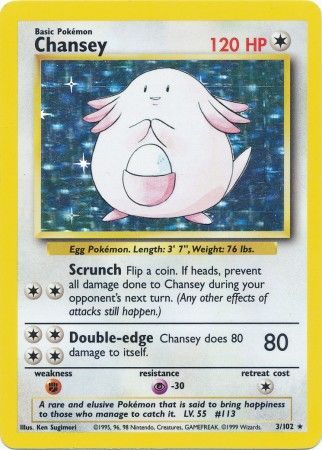 Basic Pokémon
Chansey 120 HP
Egg Pokémon. Length: 3' 7", Weight: 76 lbs.
Scrunch Flip a coin. If heads, prevent
all damage done to Chansey during your
opponent's next turn. (Any other effects of
attacks still happen.)
Double-edge Chansey does 80
damage to itself.
80
weakness
resistance
retreat cost
-30
A rare and elusive Pokémon that is said to bring happiness
to those who manage to catch it. LV. 55 #113
Illus. Ken Sugimori
©1995, 96, 98 Nintendo, Creatures, GAMEFREAK. ©1999 Wizards.
3/102 ★